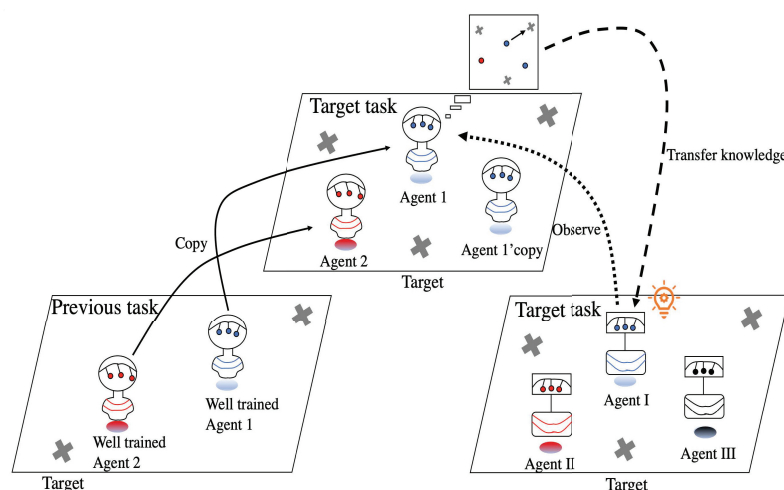 Target task
Agent 1
Agent 1'copy
Agent 2
Target
Copy
Observe
Transfer knowledge
Previous task
Well trained
Agent 1
Well trained
Agent 2
Target
Target task
Agent I
Agent II
Agent III
Target